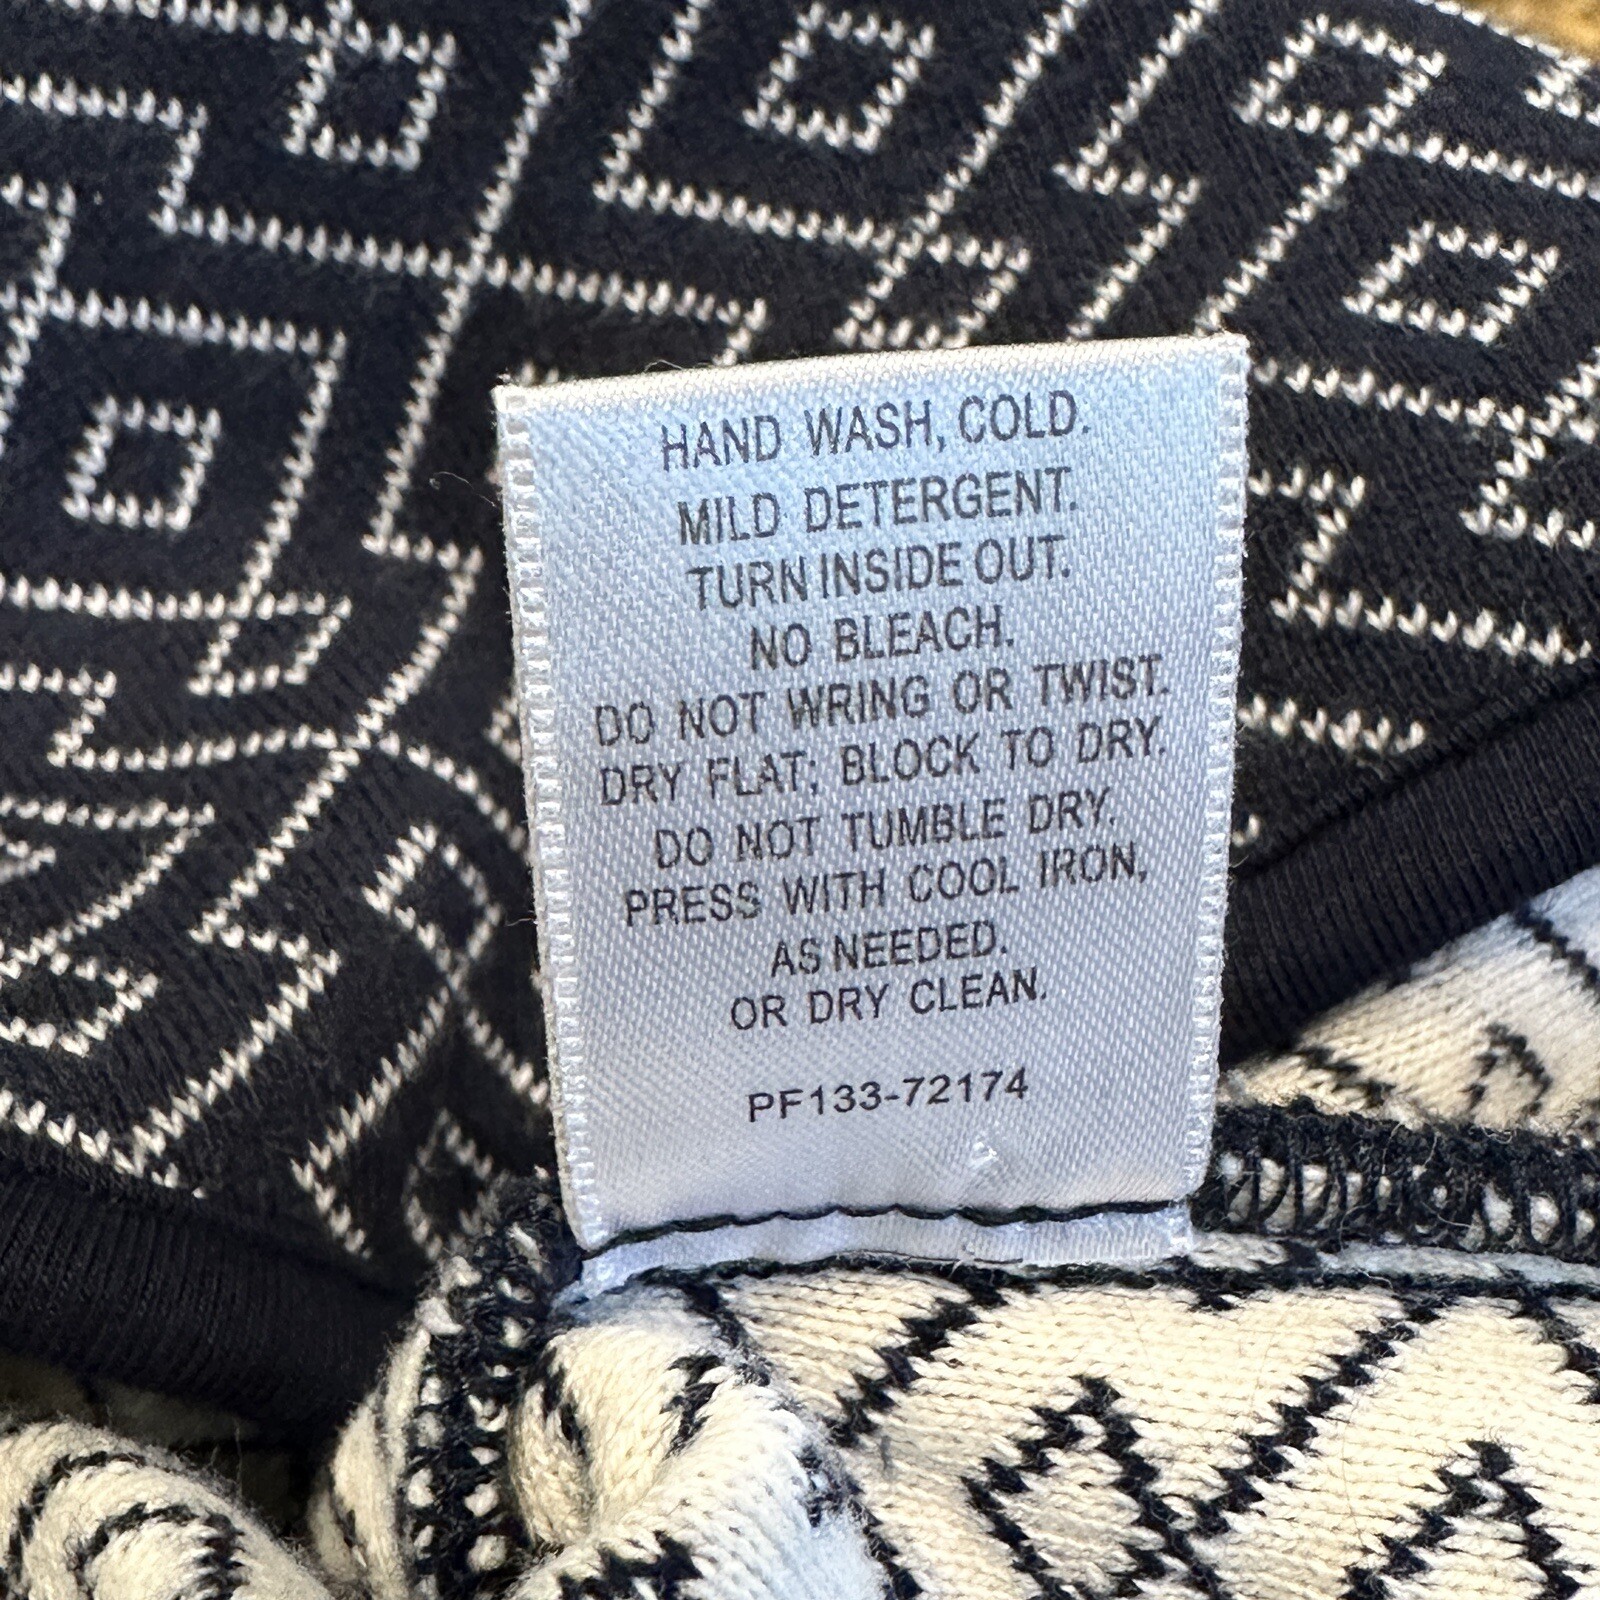 HAND WASH, COLD.
MILD DETERGENT.
TURN INSIDE OUT.
NO BLEACH.
DO NOT WRING OR TWIST.
DRY FLAT; BLOCK TO DRY.
DO NOT TUMBLE DRY.
PRESS WITH COOL IRON,
AS NEEDED.
OR DRY CLEAN.
PF133-72174